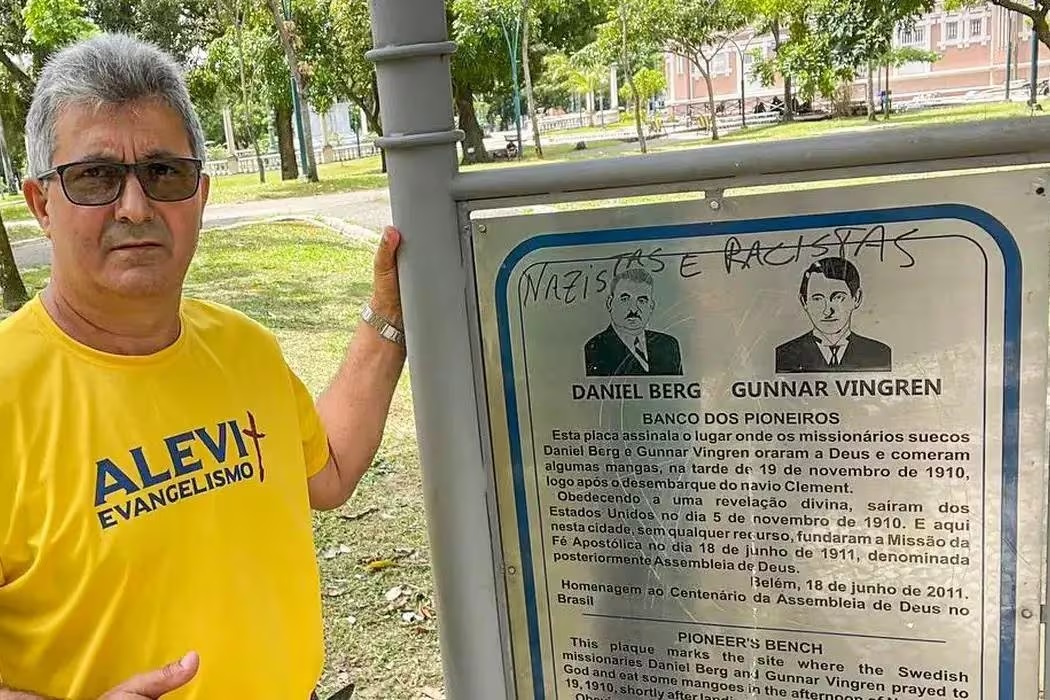 ALEVI
EVANGELISMO
NAZISTAS E RACISTAS
DANIEL BERG GUNNAR VINGREN
BANCO DOS PIONEIROS
Esta placa assinala o lugar onde os missionários suecos
Daniel Berg e Gunnar Vingren oraram a Deus e comeram
algumas mangas, na tarde de 19 de novembro de 1910,
logo após o desembarque do navio Clement.
Obedecendo a uma revelação divina, saíram dos
Estados Unidos no dia 5 de novembro de 1910. E aqui
nesta cidade, sem qualquer recurso, fundaram a Missão da
Fé Apostólica no dia 18 de junho de 1911, denominada
posteriormente Assembleia de Deus.
Belém, 18 de junho de 2011.
Homenagem ao Centenário da Assembleia de Deus no
Brasil
PIONEER'S BENCH
This plaque marks the site where the Swedish
missionaries Daniel Berg and Gunnar Vingren prayed to
God and eat some mangoes in the afternoon of
19, 1910, shortly after